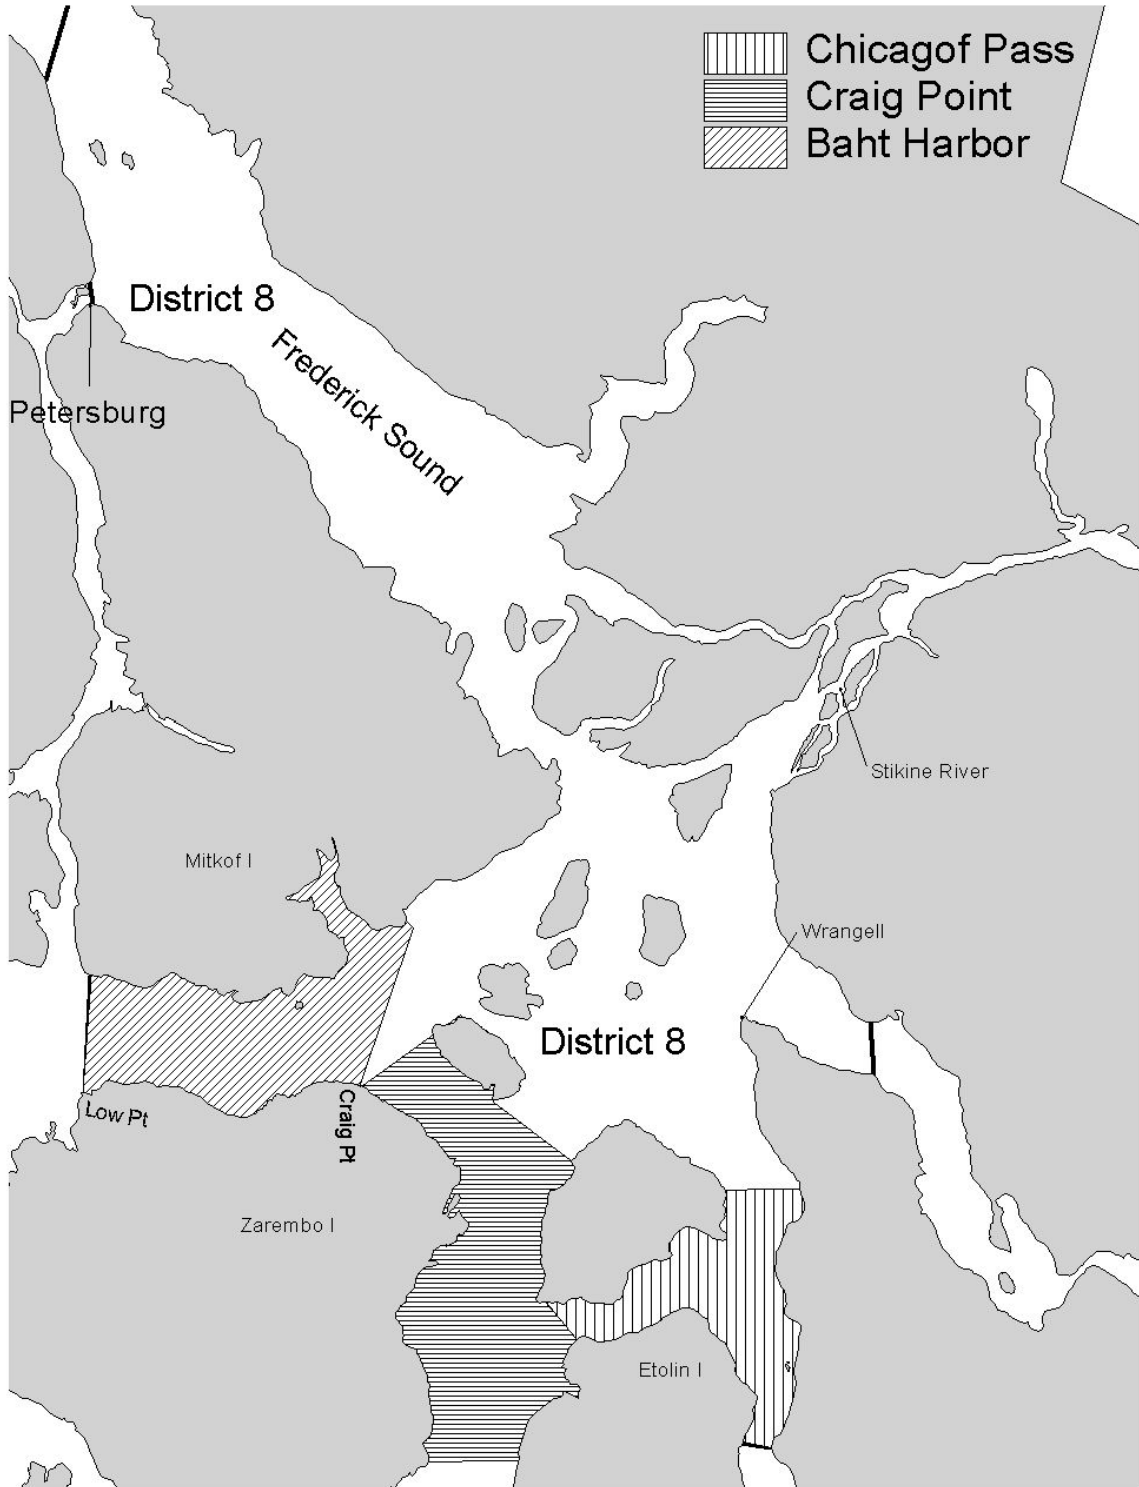 Chicagof Pass
Craig Point
Baht Harbor
District 8
Frederick Sound
Petersburg
Stikine River
Mitkof I
Wrangell
District 8
Low Pt
Craig Pt
Zarembo I
Etolin I